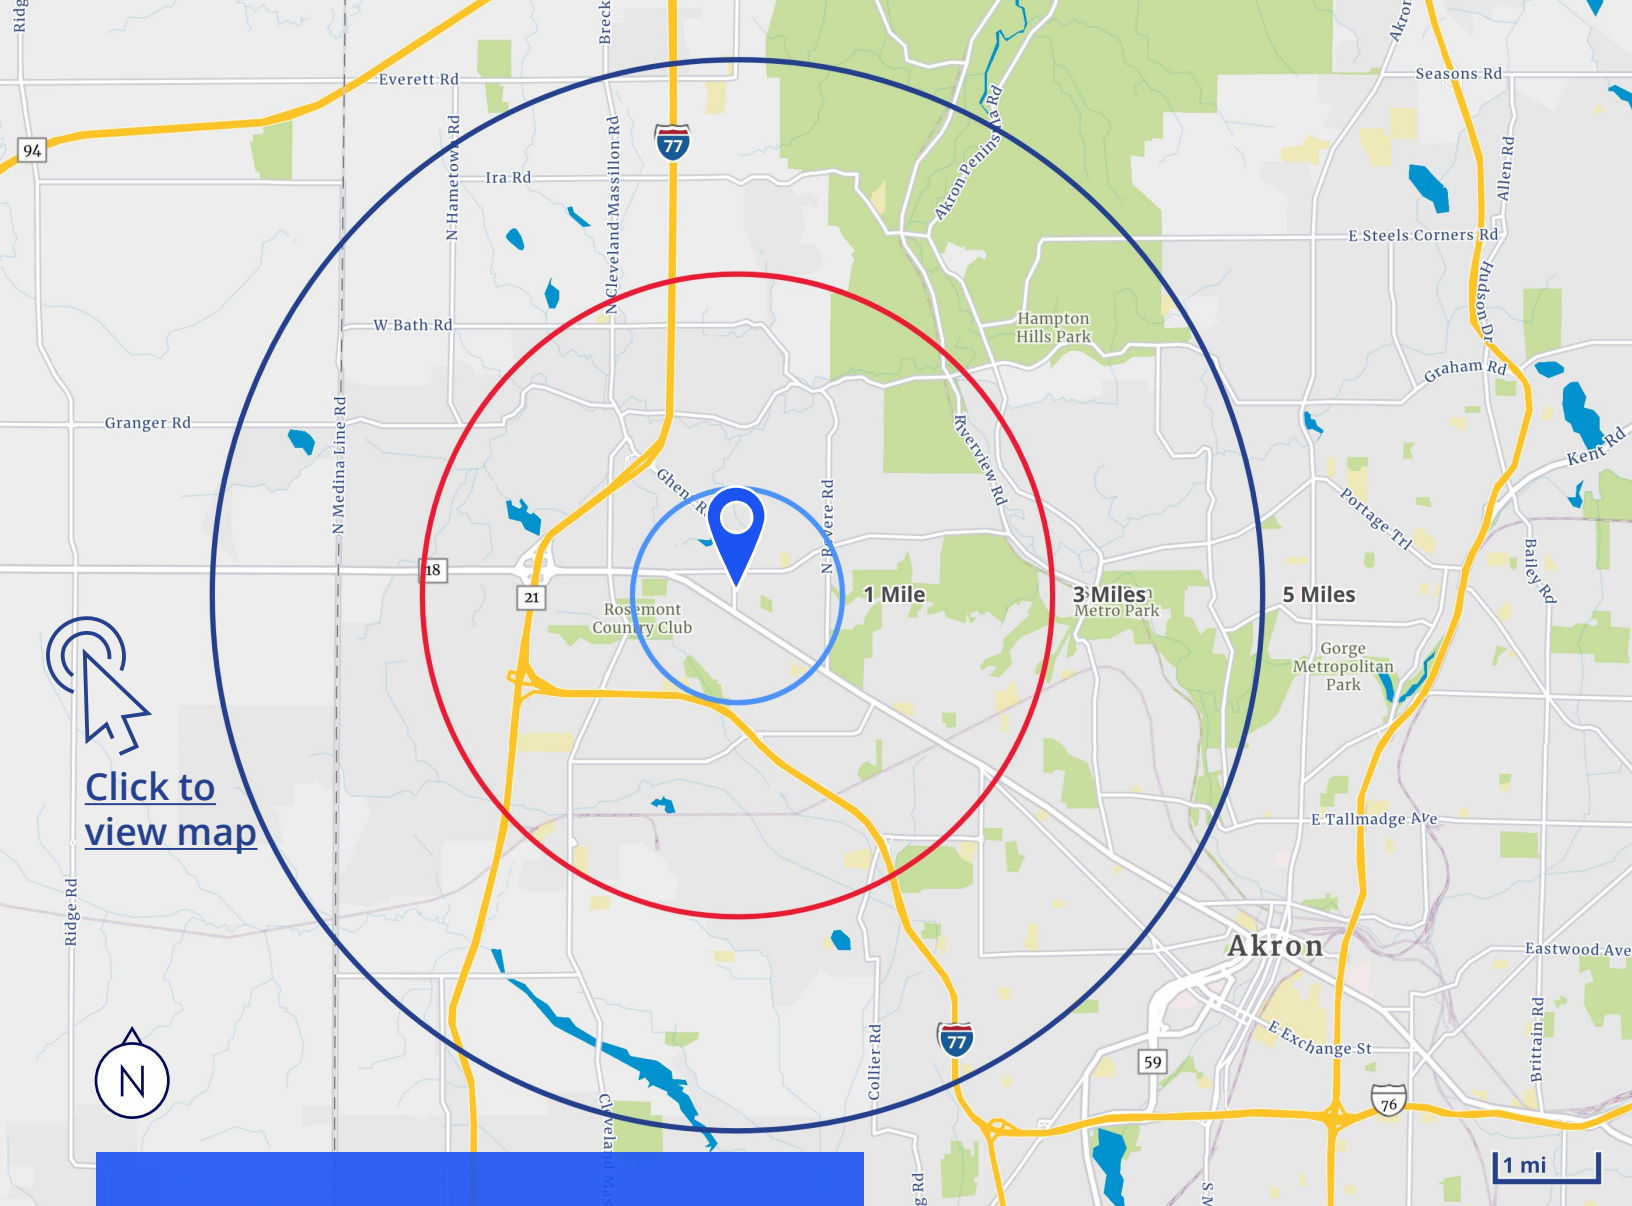 Ridg
Breck
Akron
Everett Rd
Seasons Rd
77
94
N Hametown Rd
N Cleveland Massillon Rd
Akron Peninsula Rd
Allen Rd
Ira Rd
E Steels Corners Rd
Hudson Dr
W Bath Rd
Hampton
Hills Park
Graham Rd
Granger Rd
N Medina Line Rd
Riverview Rd
Kent Rd
Ghent Rd
N Revere Rd
Portage Trl
Bailey Rd
18
21
1 Mile
3 Miles
5 Miles
Metro Park
Rosemont
Country Club
Gorge
Metropolitan
Park
Click to
view map
E Tallmadge Ave
Ridge Rd
Akron
Eastwood Ave
77
Collier Rd
E Exchange St
Brittain Rd
59
76
N
Cleveland Mas
g Rd
S M
1 mi